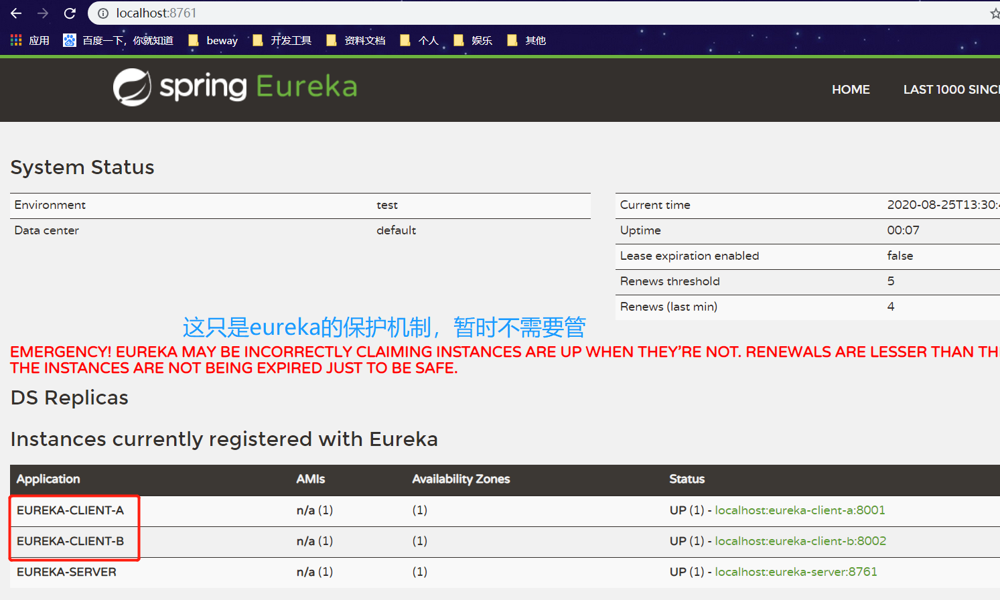 localhost:8761
应用 百度一下，你就知道 beway 开发工具 资料文档 个人 娱乐 其他
spring Eureka
HOME LAST 1000 SINC
System Status
Environment test
Data center default
Current time 2020-08-25T13:30:
Uptime 00:07
Lease expiration enabled false
Renews threshold 5
Renews (last min) 4
这只是eureka的保护机制，暂时不需要管
EMERGENCY! EUREKA MAY BE INCORRECTLY CLAIMING INSTANCES ARE UP WHEN THEY'RE NOT. RENEWALS ARE LESSER THAN TH
THE INSTANCES ARE NOT BEING EXPIRED JUST TO BE SAFE.
DS Replicas
Instances currently registered with Eureka
Application AMIs Availability Zones Status
EUREKA-CLIENT-A n/a (1) (1) UP (1) - localhost:eureka-client-a:8001
EUREKA-CLIENT-B n/a (1) (1) UP (1) - localhost:eureka-client-b:8002
EUREKA-SERVER n/a (1) (1) UP (1) - localhost:eureka-server:8761